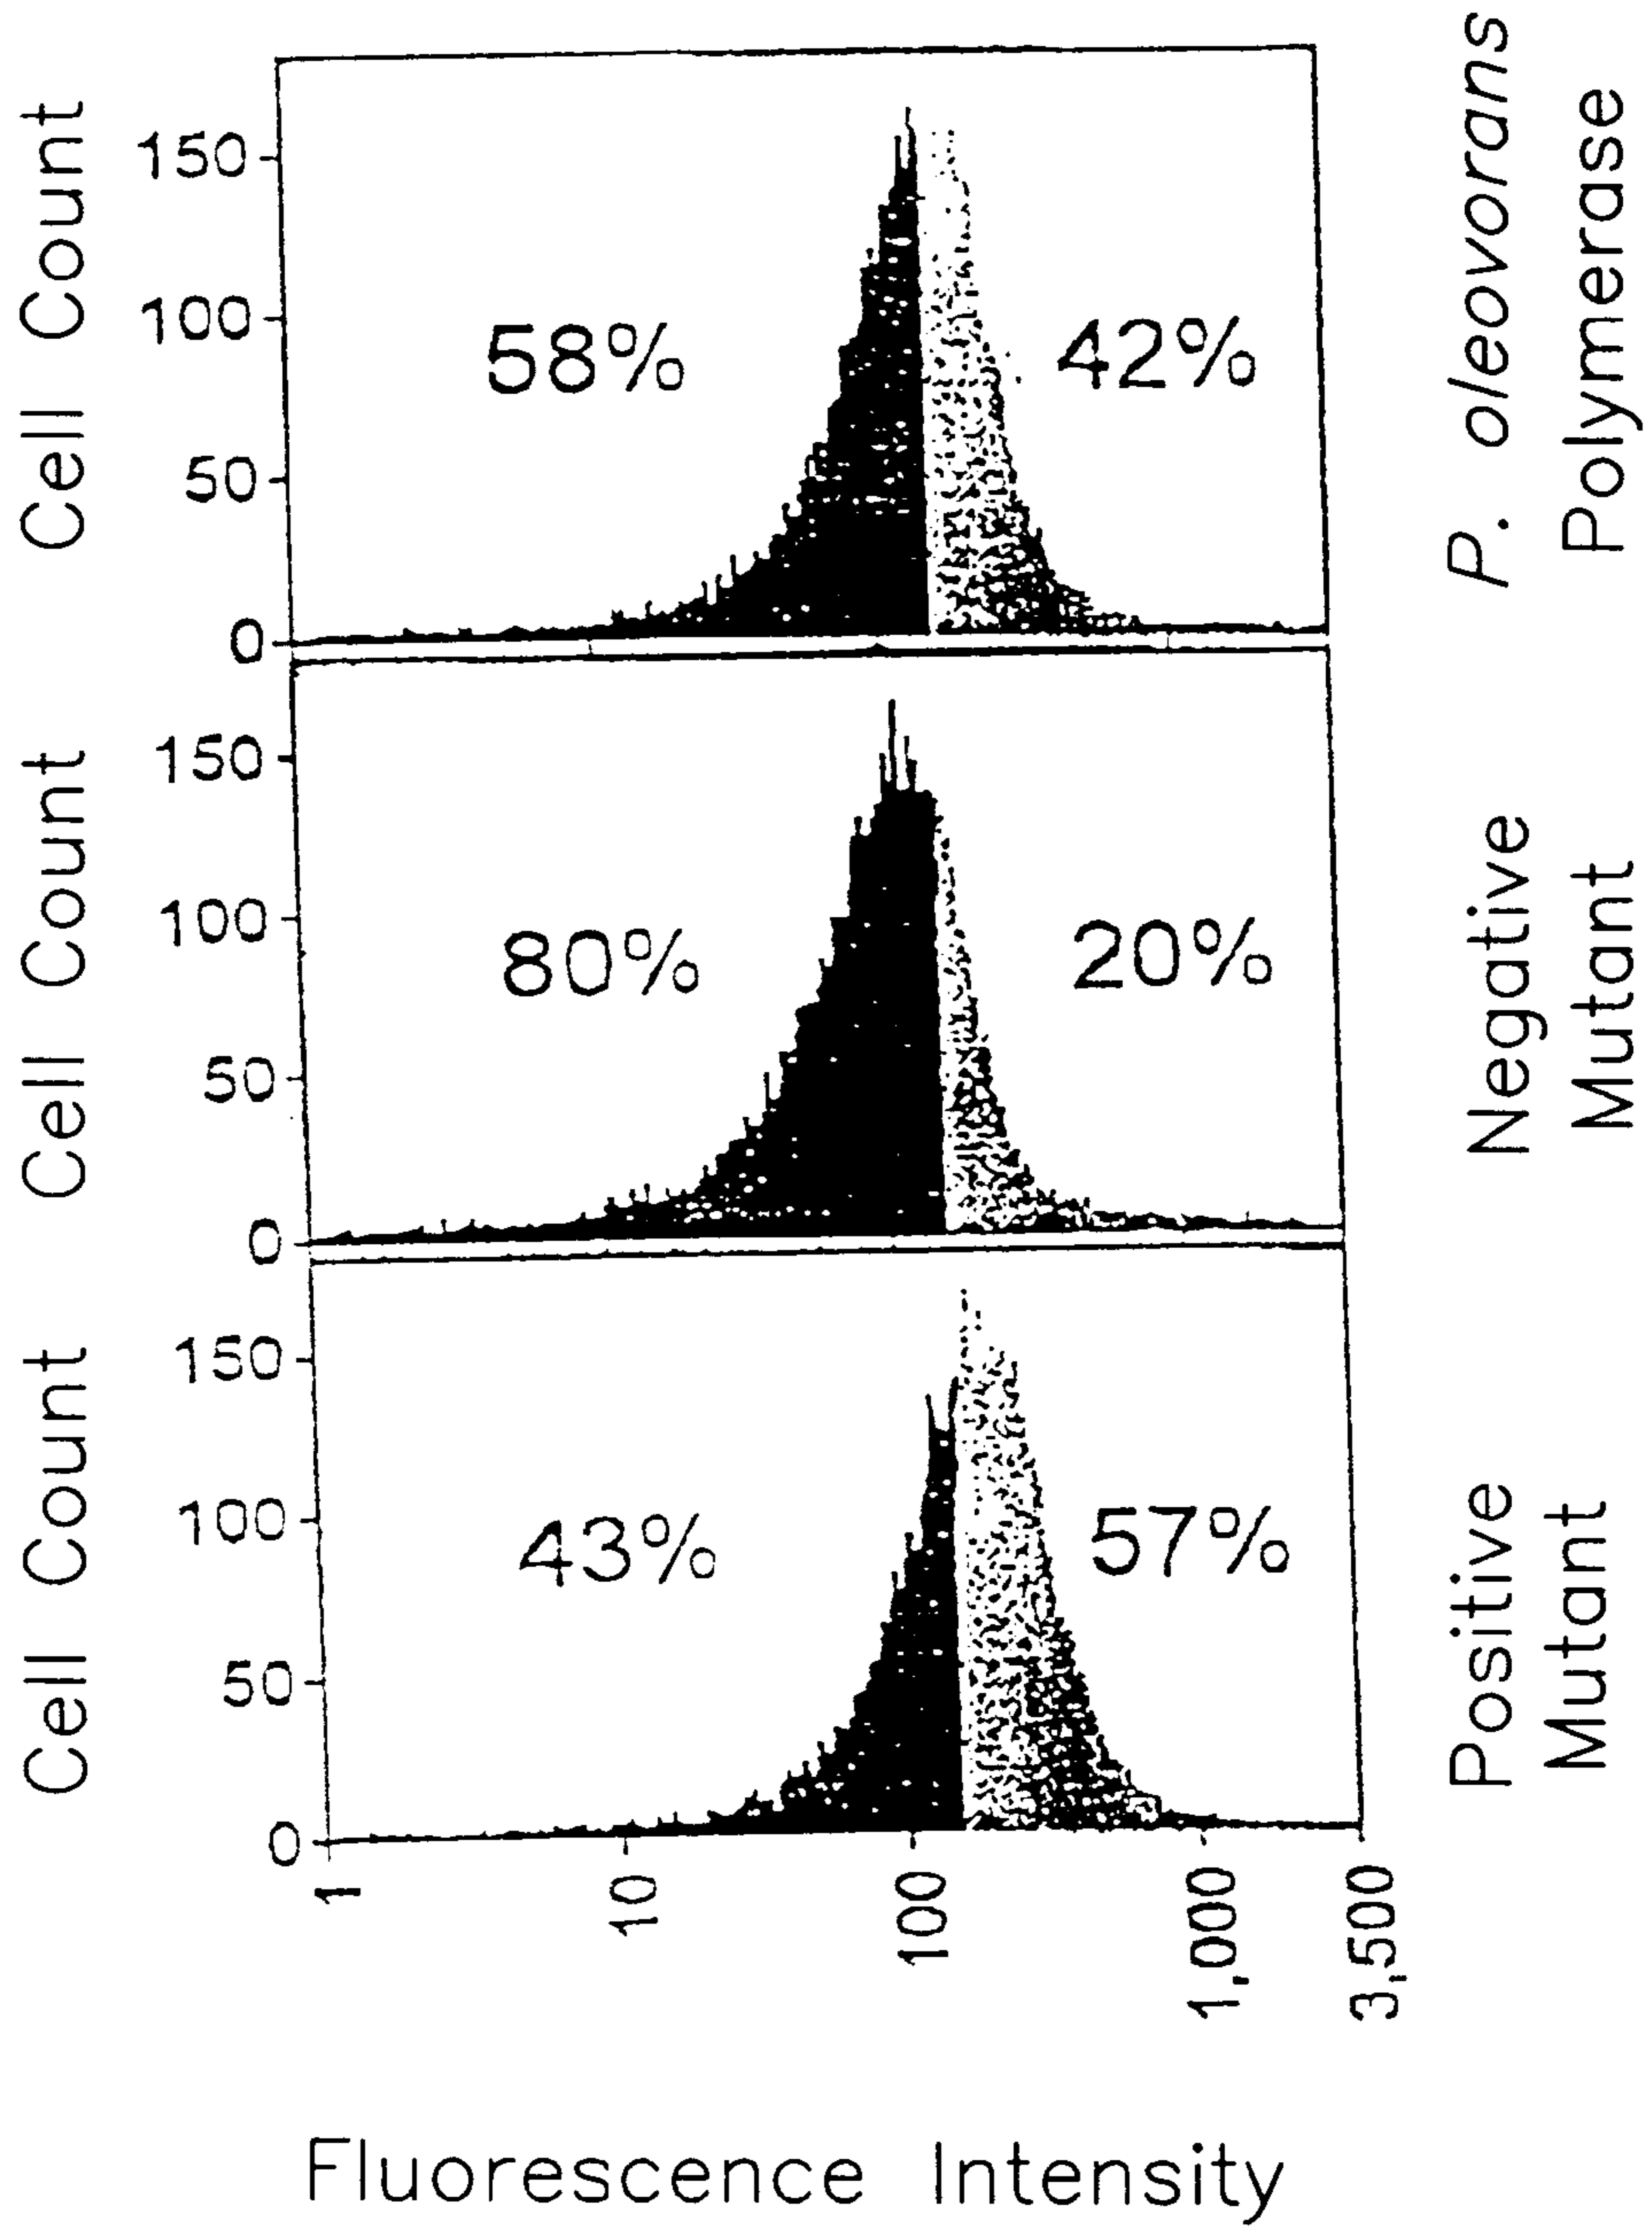 Cell Count
150
100
50
0
58%
42%
P. oleovorans
Polymerase
Cell Count
150
100
50
0
80%
20%
Negative
Mutant
Cell Count
150
100
50
0
43%
57%
Positive
Mutant
1
10
100
1,000
3,500
Fluorescence Intensity